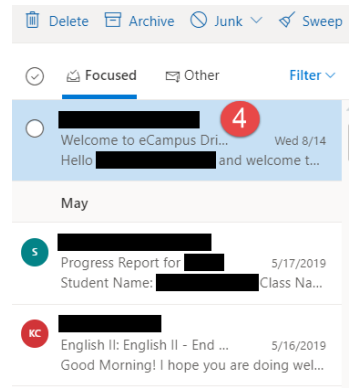 Delete Archive Junk Sweep
Focused Other Filter
4
Welcome to eCampus Dri... Wed 8/14
Hello and welcome t...
May
S
Progress Report for 5/17/2019
Student Name: Class Na...
KC
English II: English II - End ... 5/16/2019
Good Morning! I hope you are doing wel...